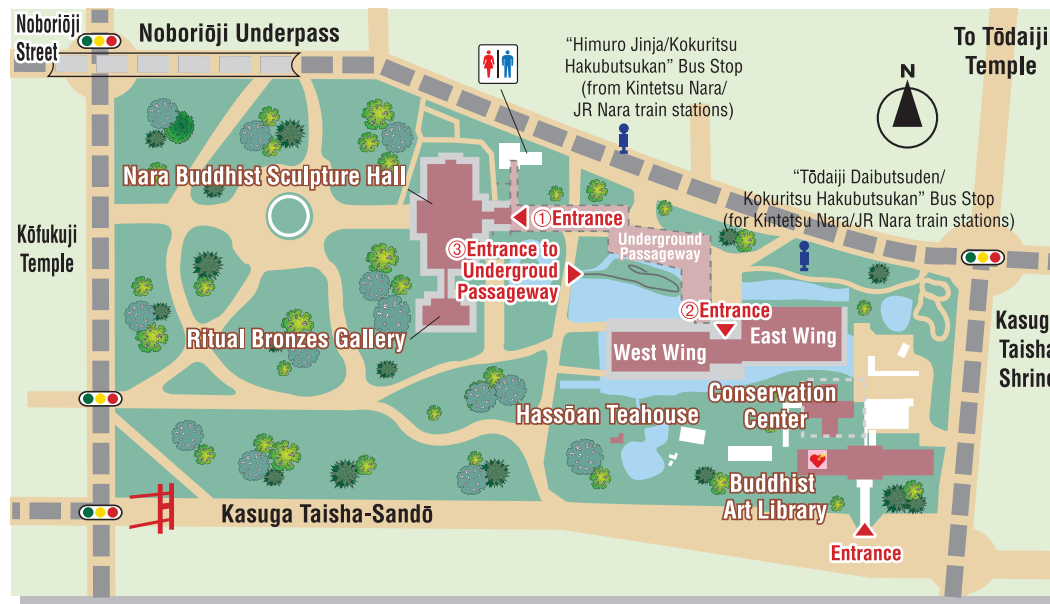 Noboriōji
Street
Noboriōji Underpass
“Himuro Jinja/Kokuritsu
Hakubutsukan” Bus Stop
(from Kintetsu Nara/
JR Nara train stations)
To Tōdaiji
Temple
N
Nara Buddhist Sculpture Hall
“Tōdaiji Daibutsuden/
Kokuritsu Hakubutsukan” Bus Stop
(for Kintetsu Nara/JR Nara train stations)
①Entrance
Kōfukuji
Temple
③Entrance to
Undergroud
Passageway
Underground
Passageway
②Entrance
Ritual Bronzes Gallery
West Wing
East Wing
Kasug
Taisha
Shrine
Hassōan Teahouse
Conservation
Center
Buddhist
Art Library
Kasuga Taisha-Sandō
Entrance